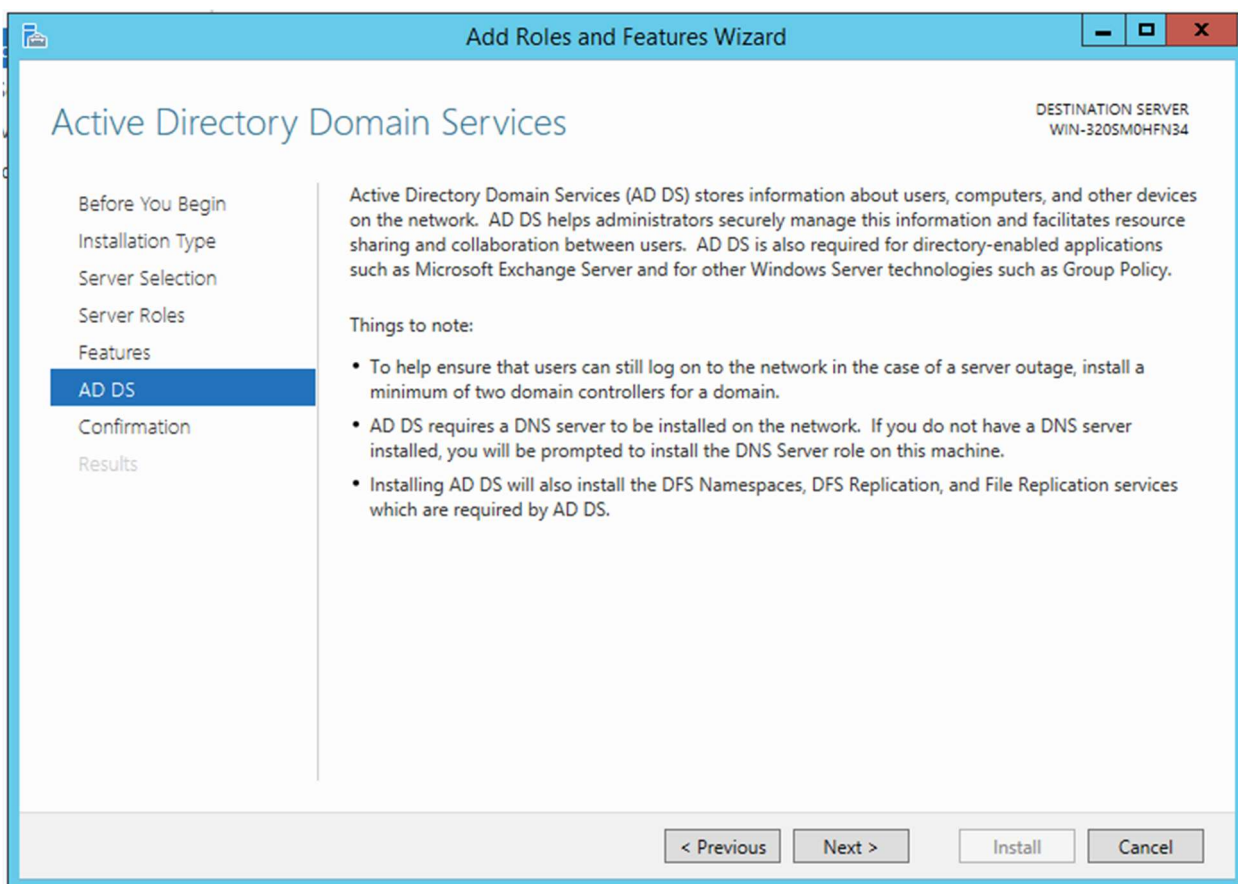 Add Roles and Features Wizard
Active Directory Domain Services
DESTINATION SERVER
WIN-320SM0HFN34
Before You Begin
Installation Type
Server Selection
Server Roles
Features
AD DS
Confirmation
Results
Active Directory Domain Services (AD DS) stores information about users, computers, and other devices
on the network. AD DS helps administrators securely manage this information and facilitates resource
sharing and collaboration between users. AD DS is also required for directory-enabled applications
such as Microsoft Exchange Server and for other Windows Server technologies such as Group Policy.
Things to note:
• To help ensure that users can still log on to the network in the case of a server outage, install a
minimum of two domain controllers for a domain.
• AD DS requires a DNS server to be installed on the network. If you do not have a DNS server
installed, you will be prompted to install the DNS Server role on this machine.
• Installing AD DS will also install the DFS Namespaces, DFS Replication, and File Replication services
which are required by AD DS.
< Previous
Next >
Install
Cancel